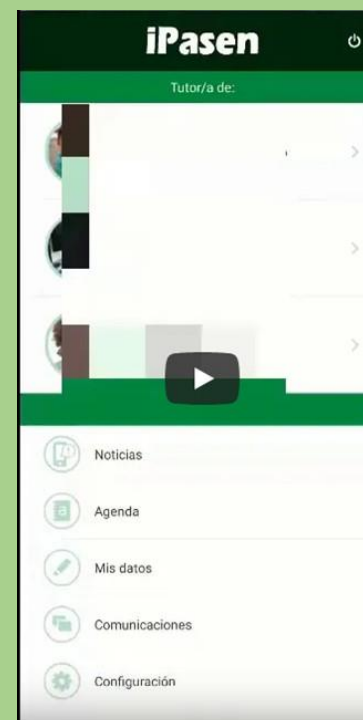 iPasen
Tutor/a de:
Noticias
Agenda
Mis datos
Comunicaciones
Configuración